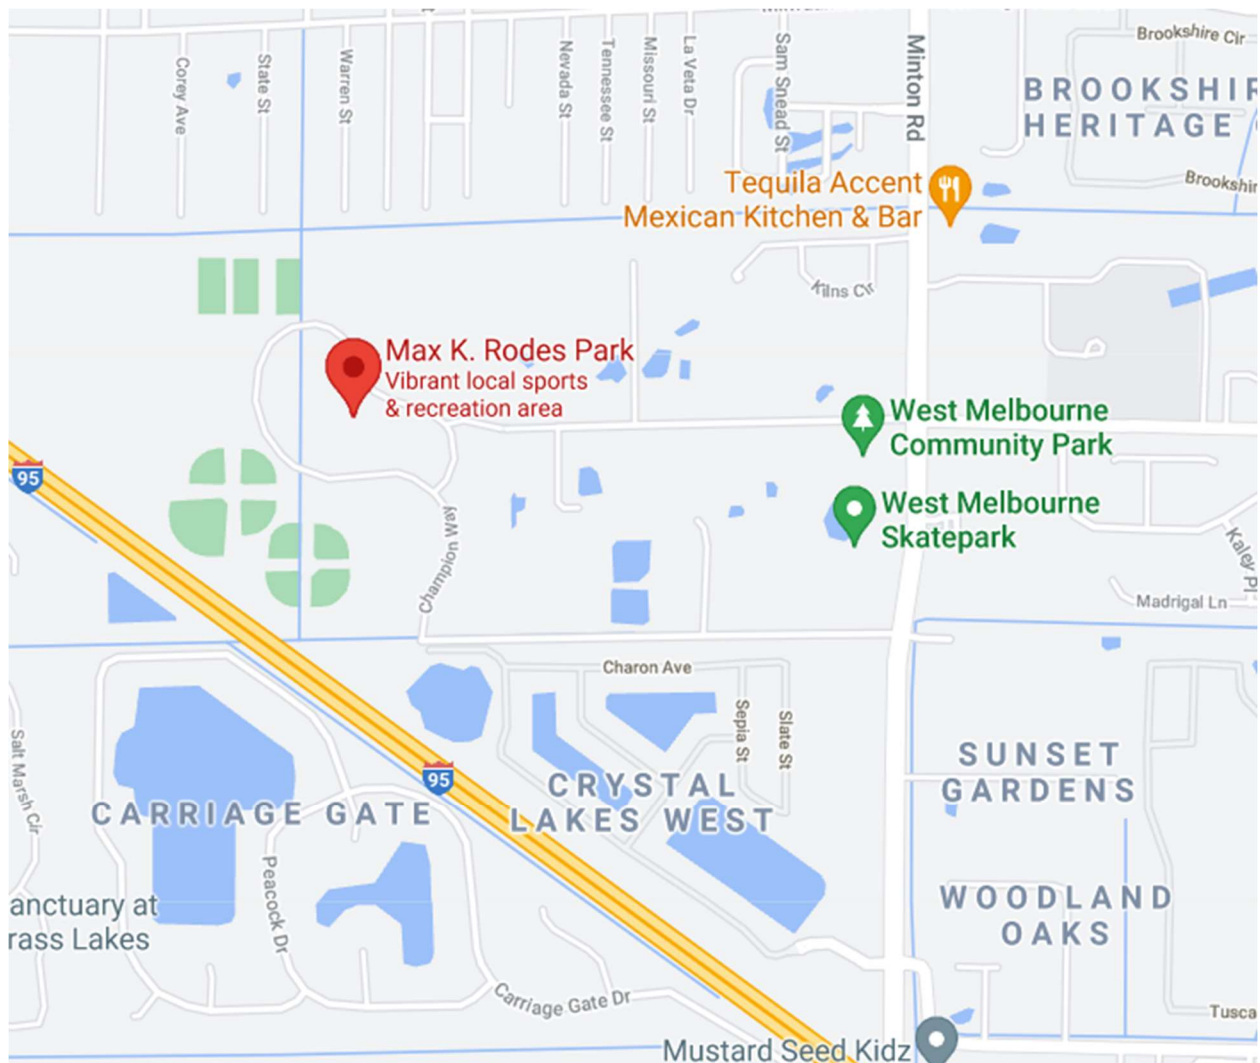 Brookshire Cir
Corey Ave
State St
Warren St
Nevada St
Tennessee St
Missouri St
La Veta Dr
Sam Snead St
Minton Rd
BROOKSHIR
HERITAGE
Tequila Accent
Mexican Kitchen & Bar
Brookshir
Kilns Cir
Max K. Rodes Park
Vibrant local sports
& recreation area
West Melbourne
Community Park
95
West Melbourne
Skatepark
Champion Way
Kaley Pl
Madrigal Ln
Charon Ave
Sepia St
Slate St
Salt Marsh Cir
95
CRYSTAL
LAKES WEST
SUNSET
GARDENS
CARRIAGE GATE
Peacock Dr
anctuary at
rass Lakes
WOODLAND
OAKS
Carriage Gate Dr
Tusca
Mustard Seed Kidz